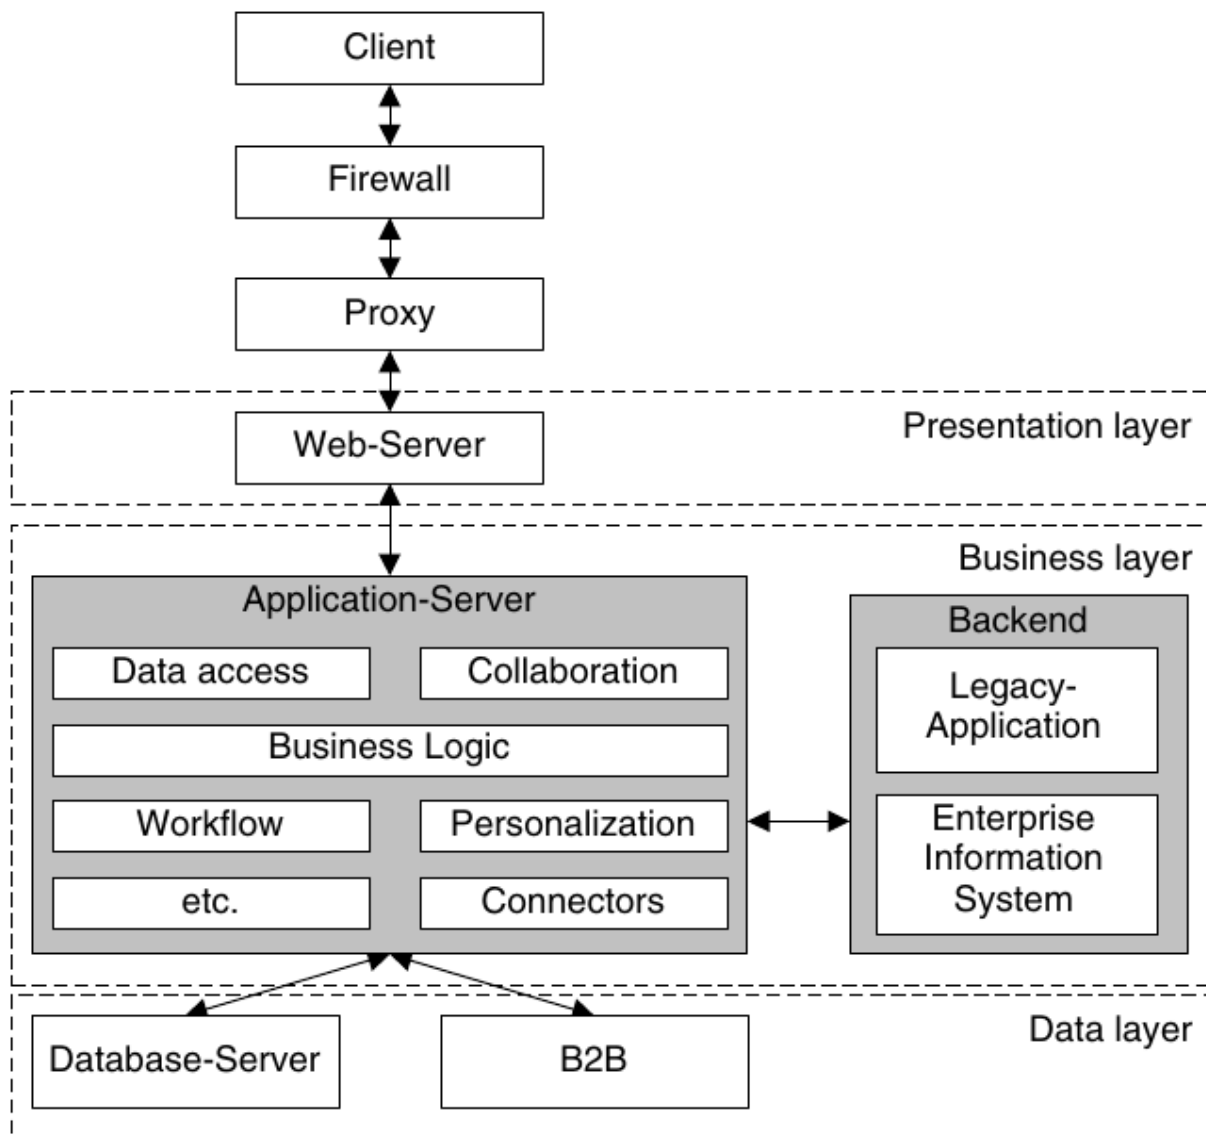 Client
Firewall
Proxy
Presentation layer
Web-Server
Business layer
Application-Server
Data access
Collaboration
Business Logic
Workflow
Personalization
etc.
Connectors
Backend
Legacy-
Application
Enterprise
Information
System
Data layer
Database-Server
B2B